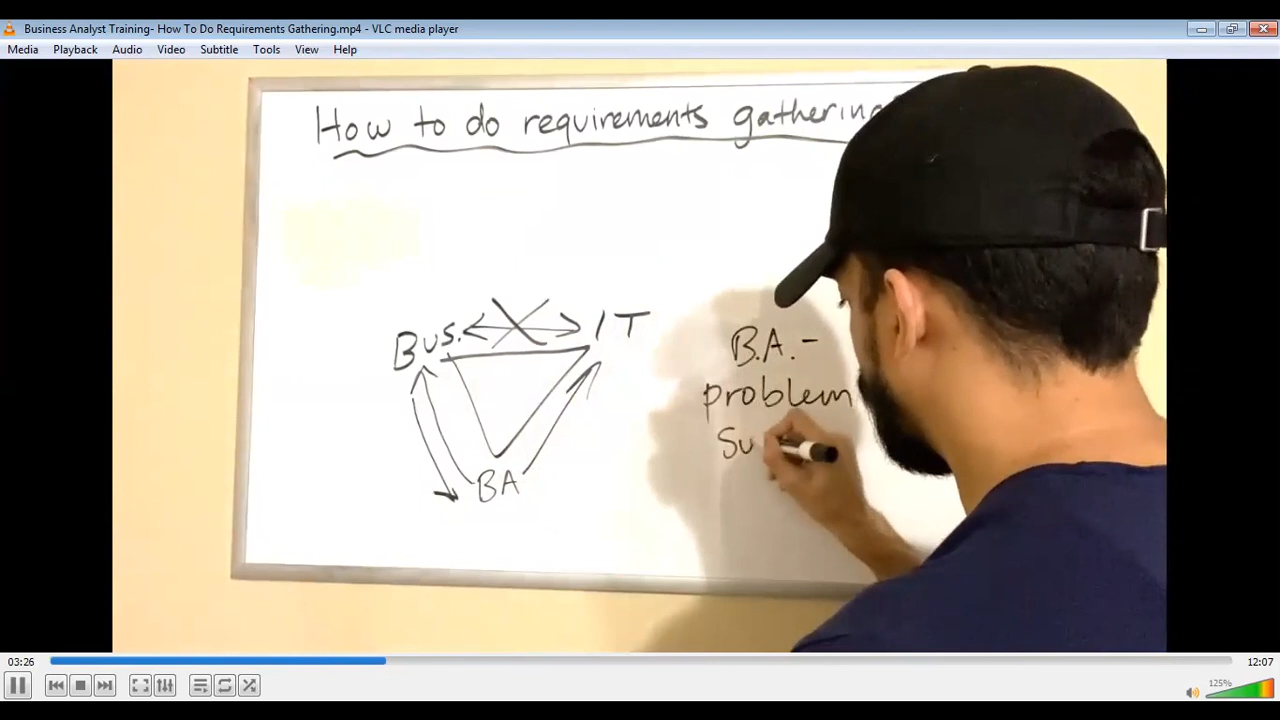 Business Analyst Training- How To Do Requirements Gathering.mp4 - VLC media player
Media Playback Audio Video Subtitle Tools View Help
How to do requirements gathering
Bus. IT
BA
B.A. -
problem
Su
03:26
12:07
125%